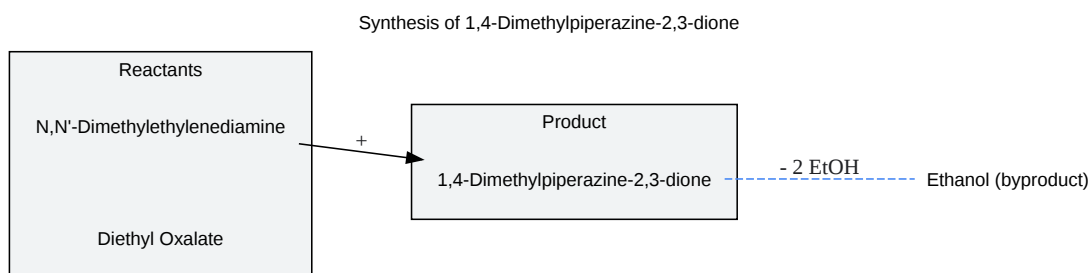 Synthesis of 1,4-Dimethylpiperazine-2,3-dione
Reactants
N,N'-Dimethylethylenediamine
+
Product
1,4-Dimethylpiperazine-2,3-dione
- 2 EtOH
Ethanol (byproduct)
Diethyl Oxalate